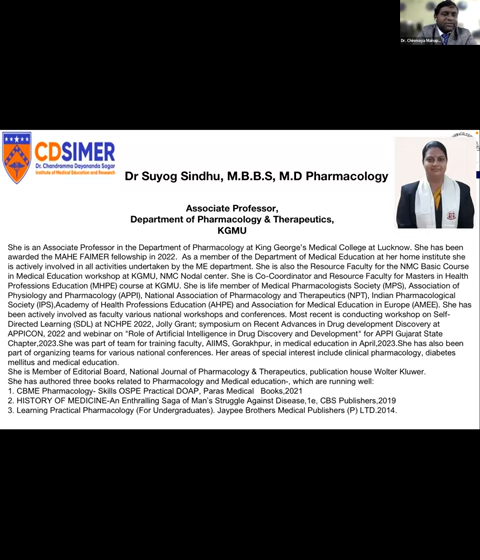 Dr. Chennaiya Mahap...
CDSIMER
Dr. Chandramma Dayananda Sagar
Institute of Medical Education and Research
Dr Suyog Sindhu, M.B.B.S, M.D Pharmacology
Associate Professor,
Department of Pharmacology & Therapeutics,
KGMU
She is an Associate Professor in the Department of Pharmacology at King George's Medical College at Lucknow. She has been
awarded the MAHE FAIMER fellowship in 2022. As a member of the Department of Medical Education at her home institute she
is actively involved in all activities undertaken by the ME department. She is also the Resource Faculty for the NMC Basic Course
in Medical Education workshop at KGMU, NMC Nodal center. She is Co-Coordinator and Resource Faculty for Masters in Health
Professions Education (MHPE) course at KGMU. She is life member of Medical Pharmacologists Society (MPS), Association of
Physiology and Pharmacology (APPI), National Association of Pharmacology and Therapeutics (NPT), Indian Pharmacological
Society (IPS),Academy of Health Professions Education (AHPE) and Association for Medical Education in Europe (AMEE). She has
been actively involved as faculty various national workshops and conferences. Most recent is conducting workshop on Self-
Directed Learning (SDL) at NCHPE 2022, Jolly Grant; symposium on Recent Advances in Drug development Discovery at
APPICON, 2022 and webinar on "Role of Artificial Intelligence in Drug Discovery and Development" for APPI Gujarat State
Chapter,2023.She was part of team for training faculty, AIIMS, Gorakhpur, in medical education in April,2023.She has also been
part of organizing teams for various national conferences. Her areas of special interest include clinical pharmacology, diabetes
mellitus and medical education.
She is Member of Editorial Board, National Journal of Pharmacology & Therapeutics, publication house Wolter Kluwer.
She has authored three books related to Pharmacology and Medical education-, which are running well:
1. CBME Pharmacology- Skills OSPE Practical DOAP, Paras Medical Books,2021
2. HISTORY OF MEDICINE-An Enthralling Saga of Man's Struggle Against Disease,1e, CBS Publishers,2019
3. Learning Practical Pharmacology (For Undergraduates). Jaypee Brothers Medical Publishers (P) LTD.2014.